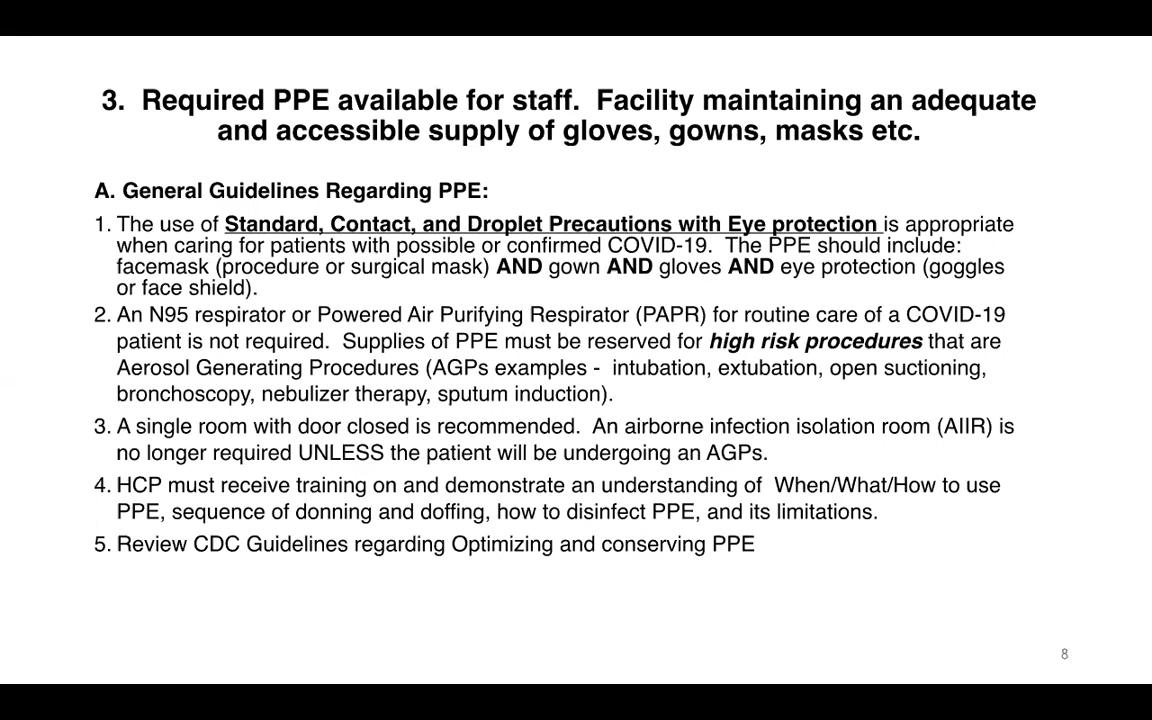 3. Required PPE available for staff. Facility maintaining an adequate
and accessible supply of gloves, gowns, masks etc.
A. General Guidelines Regarding PPE:
1. The use of Standard, Contact, and Droplet Precautions with Eye protection is appropriate
when caring for patients with possible or confirmed COVID-19. The PPE should include:
facemask (procedure or surgical mask) AND gown AND gloves AND eye protection (goggles
or face shield).
2. An N95 respirator or Powered Air Purifying Respirator (PAPR) for routine care of a COVID-19
patient is not required. Supplies of PPE must be reserved for high risk procedures that are
Aerosol Generating Procedures (AGPs examples - intubation, extubation, open suctioning,
bronchoscopy, nebulizer therapy, sputum induction).
3. A single room with door closed is recommended. An airborne infection isolation room (AIIR) is
no longer required UNLESS the patient will be undergoing an AGPs.
4. HCP must receive training on and demonstrate an understanding of When/What/How to use
PPE, sequence of donning and doffing, how to disinfect PPE, and its limitations.
5. Review CDC Guidelines regarding Optimizing and conserving PPE
8